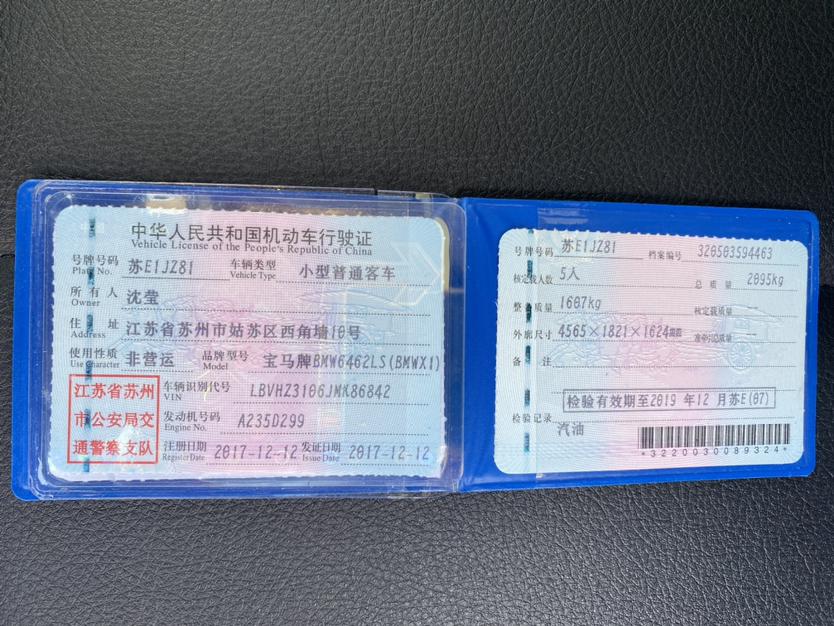 中华人民共和国机动车行驶证
Vehicle License of the People's Republic of China
号牌号码 苏E1JZ81 车辆类型 小型普通客车
Plate No. Vehicle Type
所有人 沈莹
Owner
住址 江苏省苏州市姑苏区西角墙10号
Address
使用性质 非营运 品牌型号 宝马牌BMW6462LS(BMWX1)
Use Character Model
江苏省苏州
市公安局交
通警察支队
车辆识别代号 LBVHZ3106JMK86842
VIN
发动机号码 A235D299
Engine No.
注册日期 2017-12-12 发证日期 2017-12-12
Register Date Issue Date
号牌号码 苏E1JZ81 档案编号 320503594463
核定载人数 5人 总质量 2095kg
整备质量 1607kg 核定载质量 —
外廓尺寸 4565×1821×1624 准牵引总质量 —
备注
检验有效期至2019年12月苏E(07)
检验记录
汽油
*3220030089324*